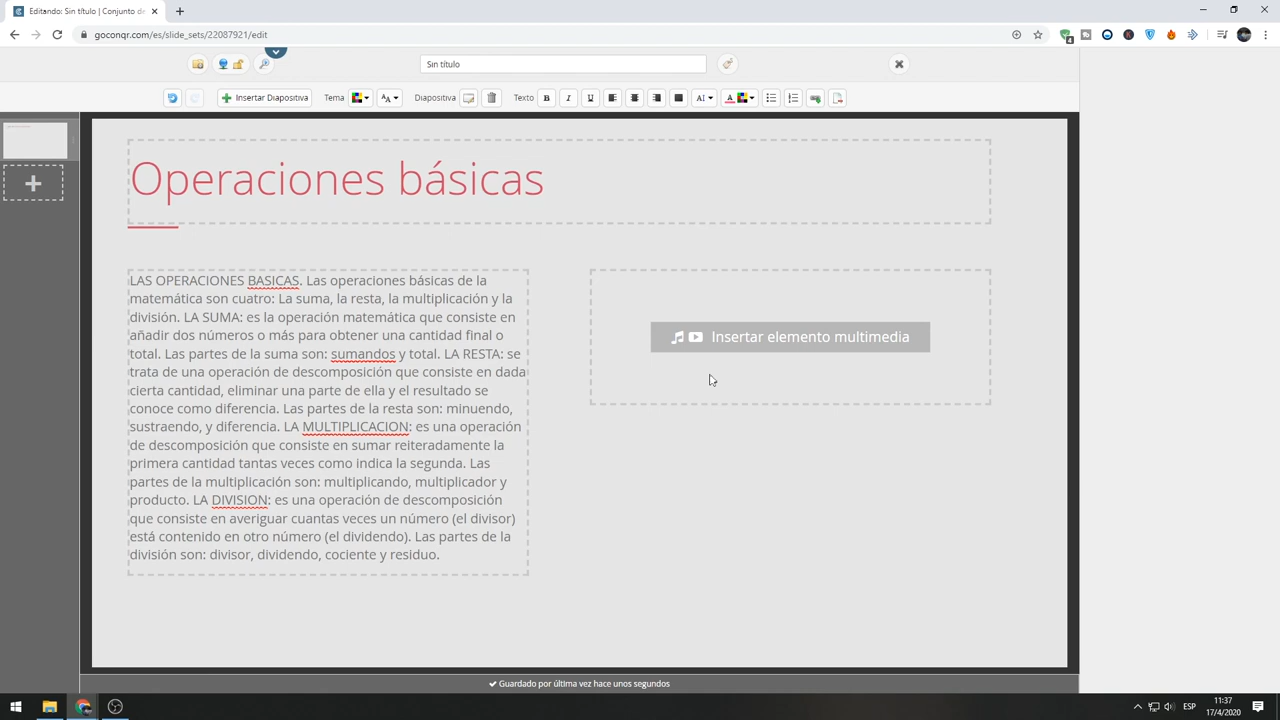 Editando: Sin título | Conjunto de
goconqr.com/es/slide_sets/22087921/edit
4
Sin título
Insertar Diapositiva
Tema
AA
Diapositiva
Texto
B
I
U
AI
A
Operaciones básicas
LAS OPERACIONES BASICAS. Las operaciones básicas de la
matemática son cuatro: La suma, la resta, la multiplicación y la
división. LA SUMA: es la operación matemática que consiste en
añadir dos números o más para obtener una cantidad final o
total. Las partes de la suma son: sumandos y total. LA RESTA: se
trata de una operación de descomposición que consiste en dada
cierta cantidad, eliminar una parte de ella y el resultado se
conoce como diferencia. Las partes de la resta son: minuendo,
sustraendo, y diferencia. LA MULTIPLICACION: es una operación
de descomposición que consiste en sumar reiteradamente la
primera cantidad tantas veces como indica la segunda. Las
partes de la multiplicación son: multiplicando, multiplicador y
producto. LA DIVISION: es una operación de descomposición
que consiste en averiguar cuantas veces un número (el divisor)
está contenido en otro número (el dividendo). Las partes de la
división son: divisor, dividendo, cociente y residuo.
Insertar elemento multimedia
Guardado por última vez hace unos segundos
ESP
11:37
17/4/2020